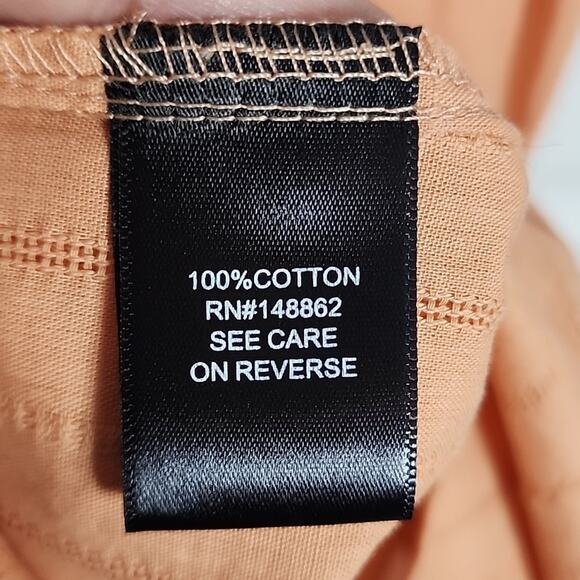 100%COTTON
RN#148862
SEE CARE
ON REVERSE